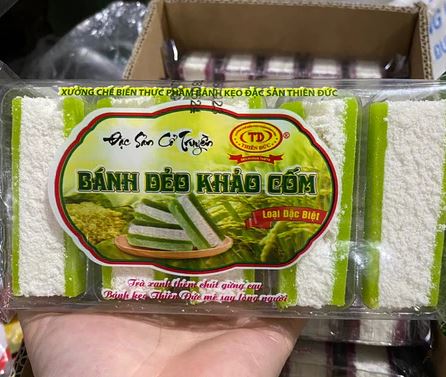 XƯỞNG CHẾ BIẾN THỰC PHẨM BÁNH KẸO ĐẶC SẢN THIÊN ĐỨC
Đặc Sản Cổ Truyền
TD
THIÊN ĐỨC
®
BÁNH DẺO KHẢO CỐM
Loại Đặc Biệt
Trà xanh thêm chút gừng cay
Bánh kẹo Thiên Đức mê say lòng người